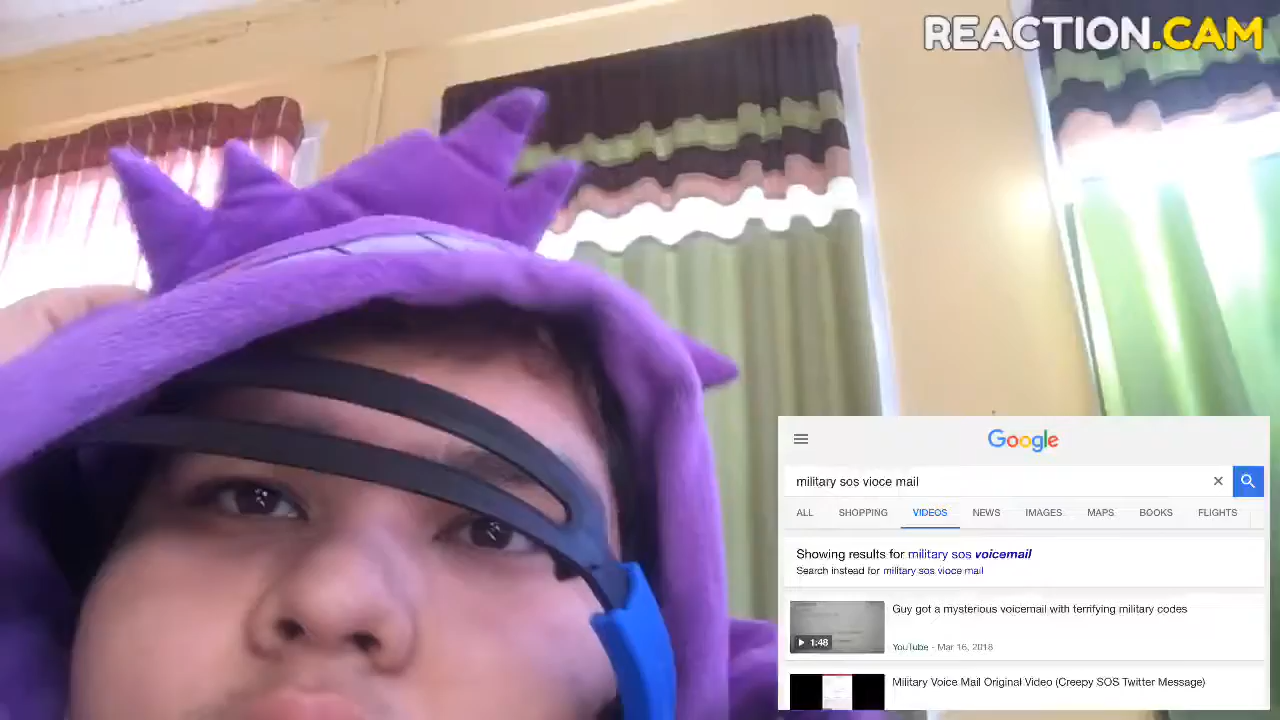 REACTION.CAM
Google
military sos vioce mail
ALL SHOPPING VIDEOS NEWS IMAGES MAPS BOOKS FLIGHTS
Showing results for military sos voicemail
Search instead for military sos vioce mail
Guy got a mysterious voicemail with terrifying military codes
1:48
YouTube - Mar 16, 2018
Military Voice Mail Original Video (Creepy SOS Twitter Message)